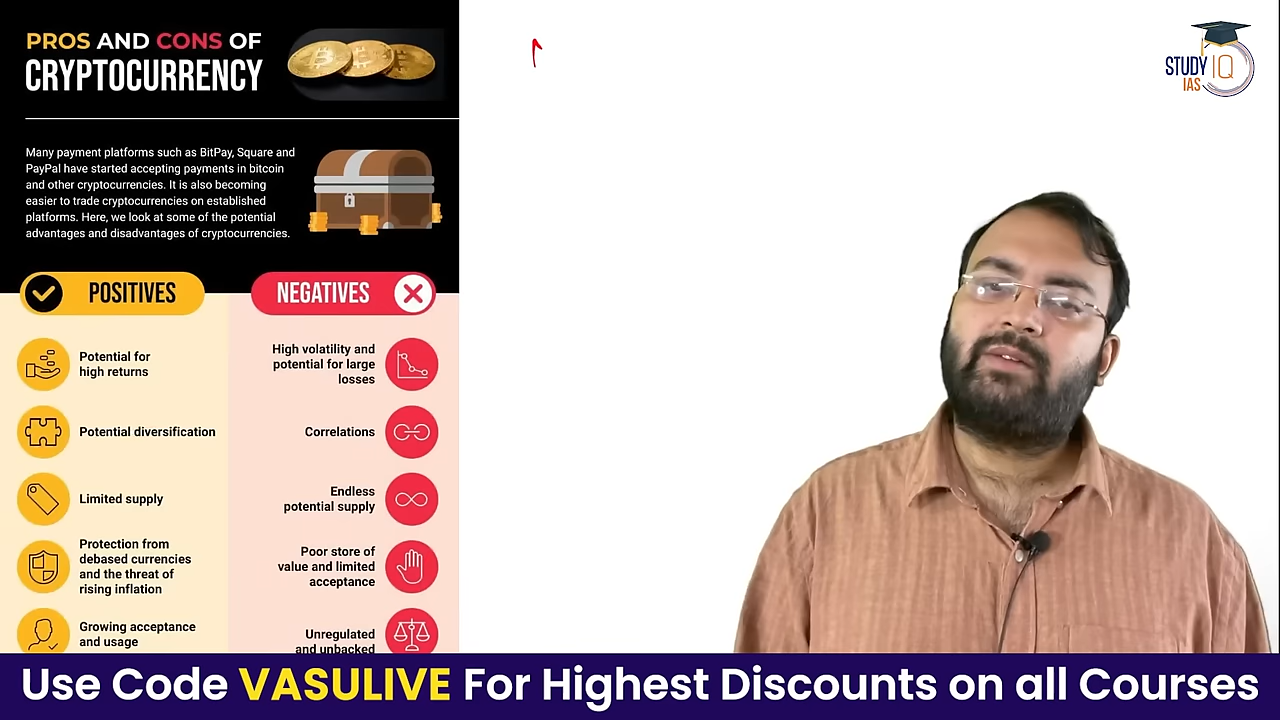 PROS AND CONS OF
CRYPTOCURRENCY
Many payment platforms such as BitPay, Square and
PayPal have started accepting payments in bitcoin
and other cryptocurrencies. It is also becoming
easier to trade cryptocurrencies on established
platforms. Here, we look at some of the potential
advantages and disadvantages of cryptocurrencies.
POSITIVES
NEGATIVES
Potential for
high returns
High volatility and
potential for large
losses
Potential diversification
Correlations
Limited supply
Endless
potential supply
Protection from
debased currencies
and the threat of
rising inflation
Poor store of
value and limited
acceptance
Growing acceptance
and usage
Unregulated
and unbacked
STUDY IQ
IAS
Use Code VASULIVE For Highest Discounts on all Courses